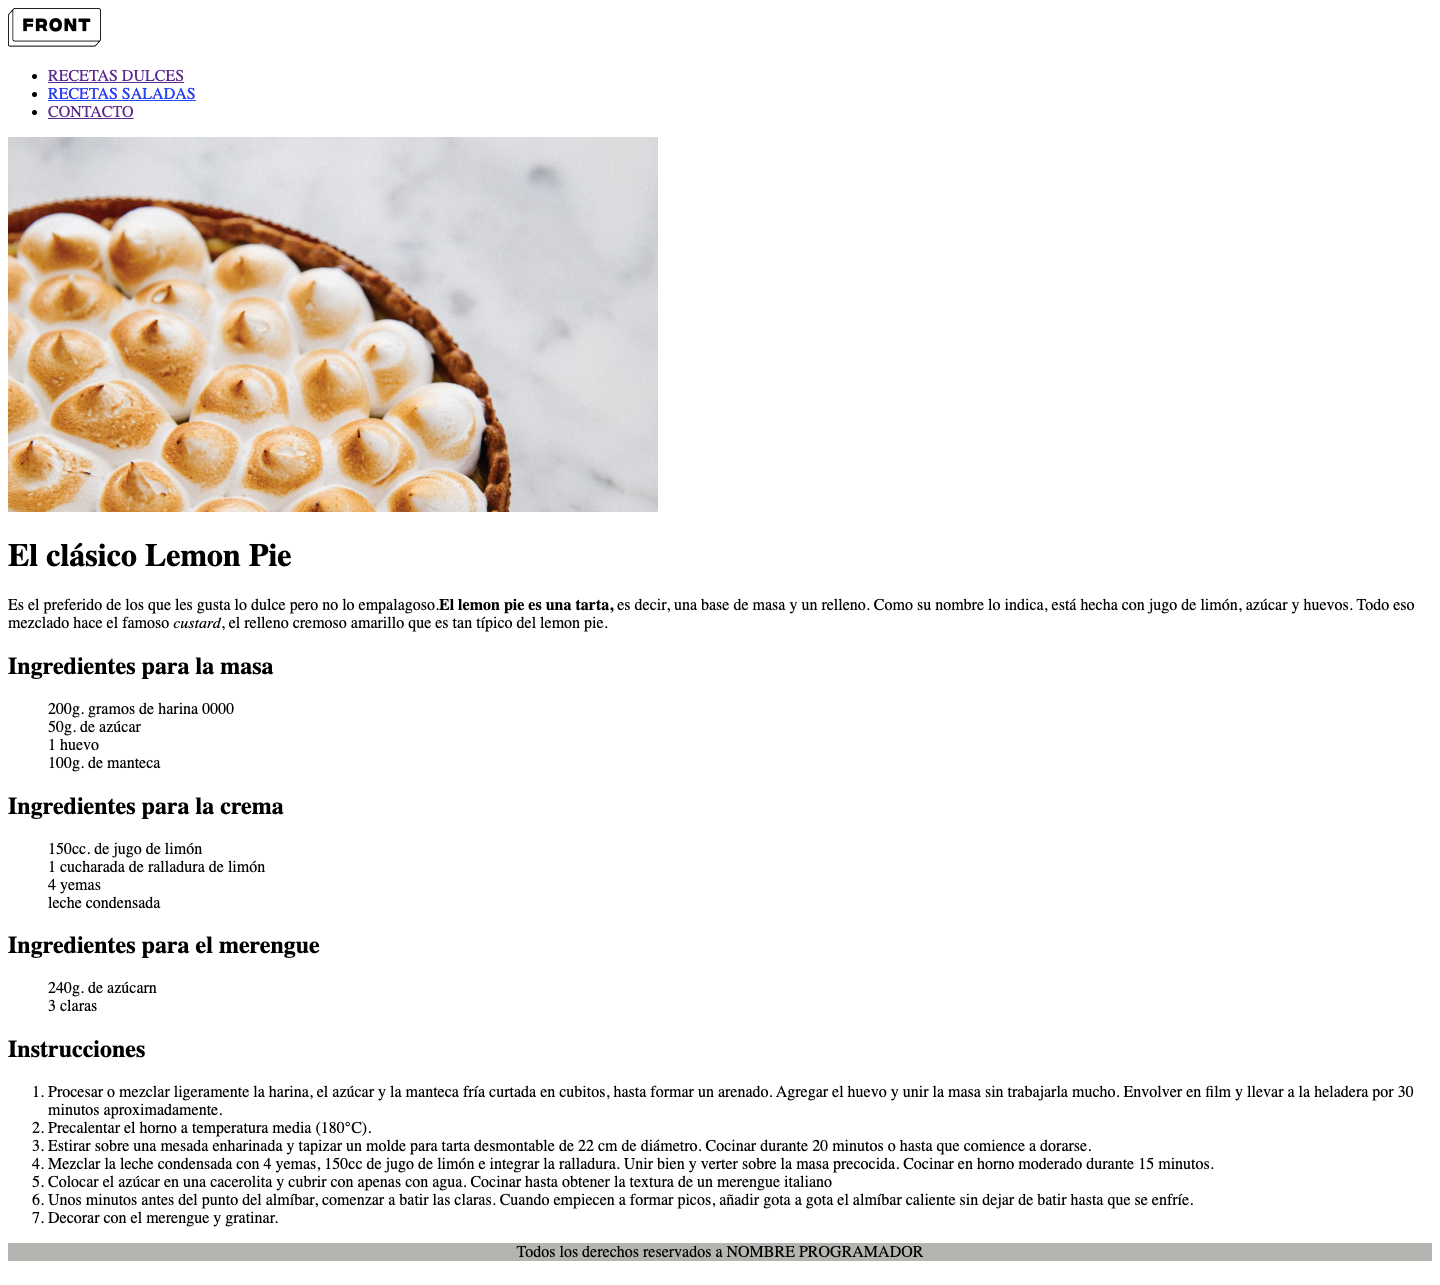 FRONT
RECETAS DULCES
RECETAS SALADAS
CONTACTO
El clásico Lemon Pie
Es el preferido de los que les gusta lo dulce pero no lo empalagoso.El lemon pie es una tarta, es decir, una base de masa y un relleno. Como su nombre lo indica, está hecha con jugo de limón, azúcar y huevos. Todo eso
mezclado hace el famoso custard, el relleno cremoso amarillo que es tan típico del lemon pie.
Ingredientes para la masa
200g. gramos de harina 0000
50g. de azúcar
1 huevo
100g. de manteca
Ingredientes para la crema
150cc. de jugo de limón
1 cucharada de ralladura de limón
4 yemas
leche condensada
Ingredientes para el merengue
240g. de azúcarn
3 claras
Instrucciones
1. Procesar o mezclar ligeramente la harina, el azúcar y la manteca fría curtada en cubitos, hasta formar un arenado. Agregar el huevo y unir la masa sin trabajarla mucho. Envolver en film y llevar a la heladera por 30
minutos aproximadamente.
2. Precalentar el horno a temperatura media (180°C).
3. Estirar sobre una mesada enharinada y tapizar un molde para tarta desmontable de 22 cm de diámetro. Cocinar durante 20 minutos o hasta que comience a dorarse.
4. Mezclar la leche condensada con 4 yemas, 150cc de jugo de limón e integrar la ralladura. Unir bien y verter sobre la masa precocida. Cocinar en horno moderado durante 15 minutos.
5. Colocar el azúcar en una cacerolita y cubrir con apenas con agua. Cocinar hasta obtener la textura de un merengue italiano
6. Unos minutos antes del punto del almíbar, comenzar a batir las claras. Cuando empiecen a formar picos, añadir gota a gota el almíbar caliente sin dejar de batir hasta que se enfríe.
7. Decorar con el merengue y gratinar.
Todos los derechos reservados a NOMBRE PROGRAMADOR